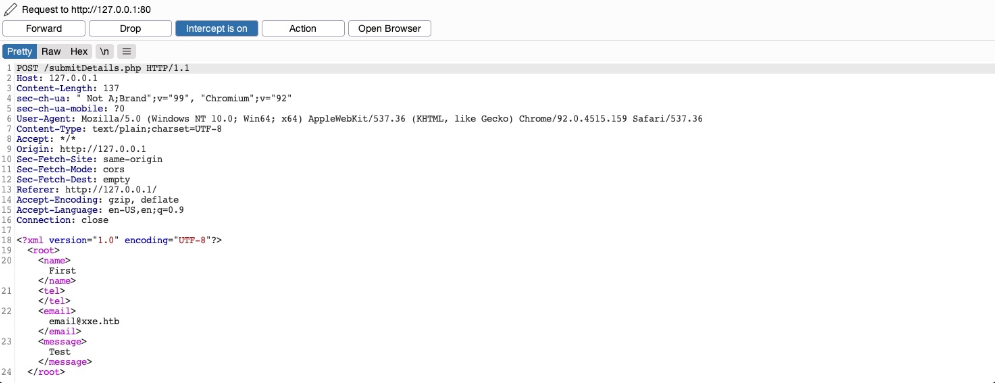 Request to http://127.0.0.1:80
Forward Drop Intercept is on Action Open Browser
Pretty Raw Hex \n
1 POST /submitDetails.php HTTP/1.1
2 Host: 127.0.0.1
3 Content-Length: 137
4 sec-ch-ua: " Not A;Brand";v="99", "Chromium";v="92"
5 sec-ch-ua-mobile: ?0
6 User-Agent: Mozilla/5.0 (Windows NT 10.0; Win64; x64) AppleWebKit/537.36 (KHTML, like Gecko) Chrome/92.0.4515.159 Safari/537.36
7 Content-Type: text/plain;charset=UTF-8
8 Accept: */*
9 Origin: http://127.0.0.1
10 Sec-Fetch-Site: same-origin
11 Sec-Fetch-Mode: cors
12 Sec-Fetch-Dest: empty
13 Referer: http://127.0.0.1/
14 Accept-Encoding: gzip, deflate
15 Accept-Language: en-US,en;q=0.9
16 Connection: close
17
18 <?xml version="1.0" encoding="UTF-8"?>
19 <root>
20 <name>
First
</name>
21 <tel>
</tel>
22 <email>
email@xxe.htb
</email>
23 <message>
Test
</message>
24 </root>